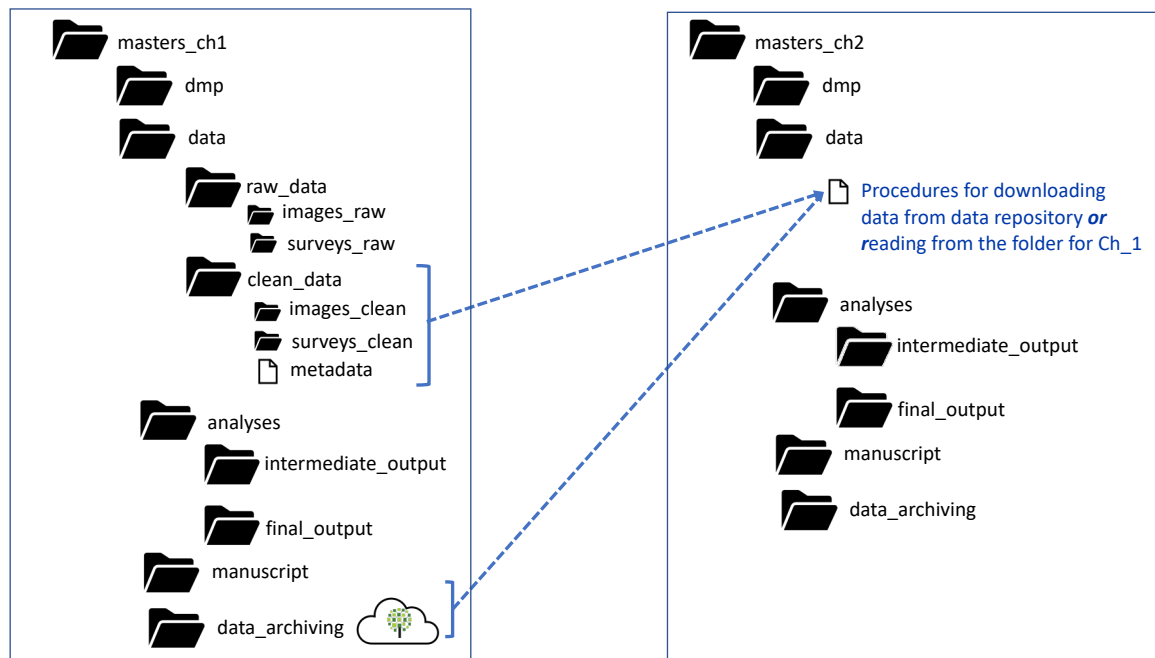 masters_ch1
dmp
data
raw_data
images_raw
surveys_raw
clean_data
images_clean
surveys_clean
metadata
analyses
intermediate_output
final_output
manuscript
data_archiving
masters_ch2
dmp
data
Procedures for downloading
data from data repository or
reading from the folder for Ch_1
analyses
intermediate_output
final_output
manuscript
data_archiving